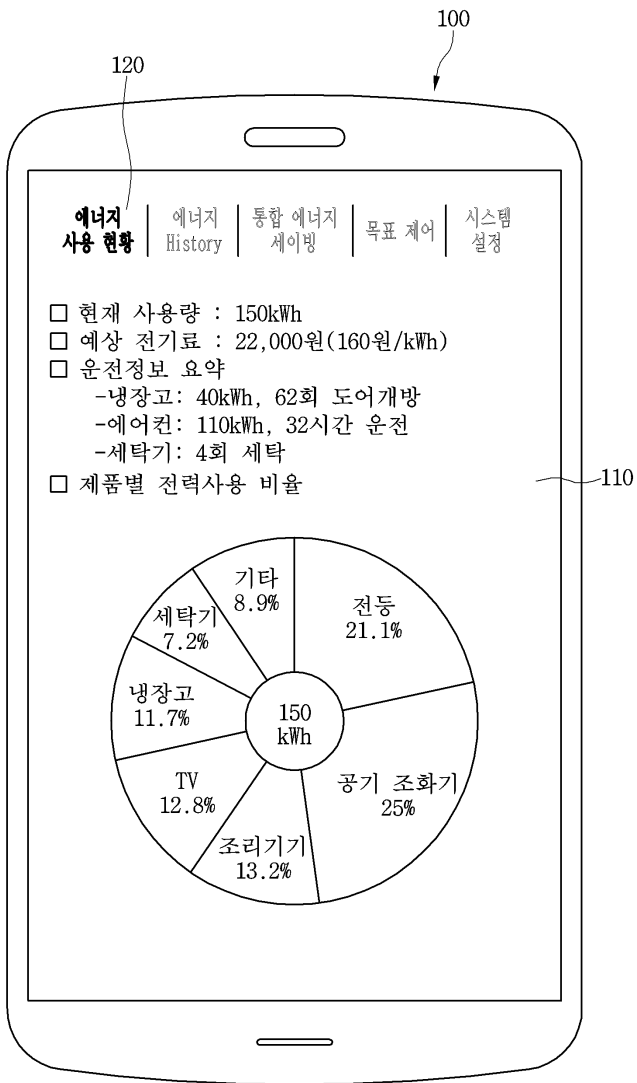 100
120
에너지 사용 현황
에너지 History
통합 에너지 세이빙
목표 제어
시스템 설정
□ 현재 사용량 : 150kWh
□ 예상 전기료 : 22,000원(160원/kWh)
□ 운전정보 요약
-냉장고: 40kWh, 62회 도어개방
-에어컨: 110kWh, 32시간 운전
-세탁기: 4회 세탁
□ 제품별 전력사용 비율
110
기타
8.9%
전등
21.1%
세탁기
7.2%
냉장고
11.7%
150
kWh
TV
12.8%
공기 조화기
25%
조리기기
13.2%